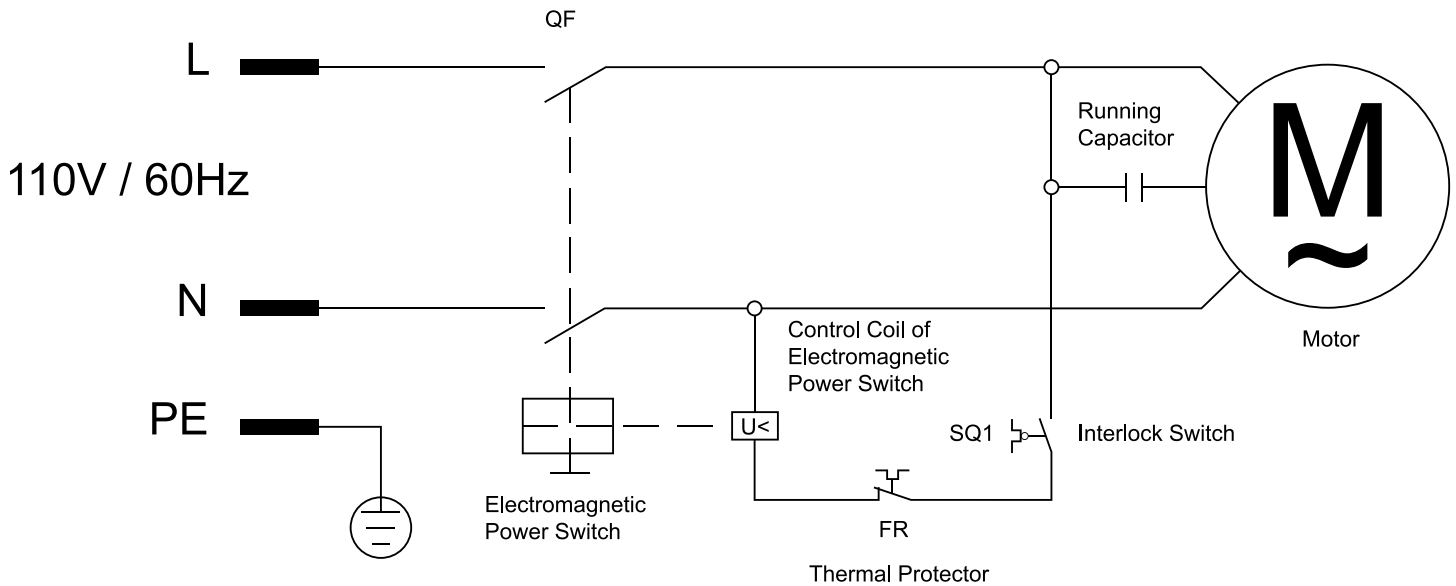 QF
L
Running
Capacitor
M
~
110V / 60Hz
N
Control Coil of
Electromagnetic
Power Switch
Motor
PE
U<
SQ1
Interlock Switch
Electromagnetic
Power Switch
FR
Thermal Protector